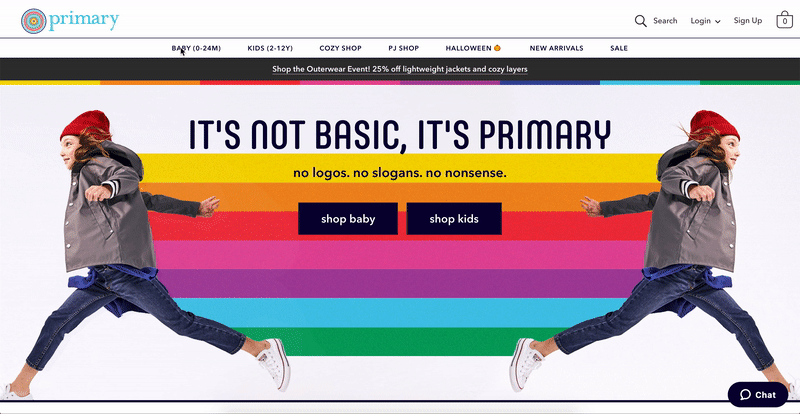 primary
Search
Login
Sign Up
0
BABY (0-24M) KIDS (2-12Y) COZY SHOP PJ SHOP HALLOWEEN 🎃 NEW ARRIVALS SALE
Shop the Outerwear Event! 25% off lightweight jackets and cozy layers
IT'S NOT BASIC, IT'S PRIMARY
no logos. no slogans. no nonsense.
shop baby
shop kids
Chat